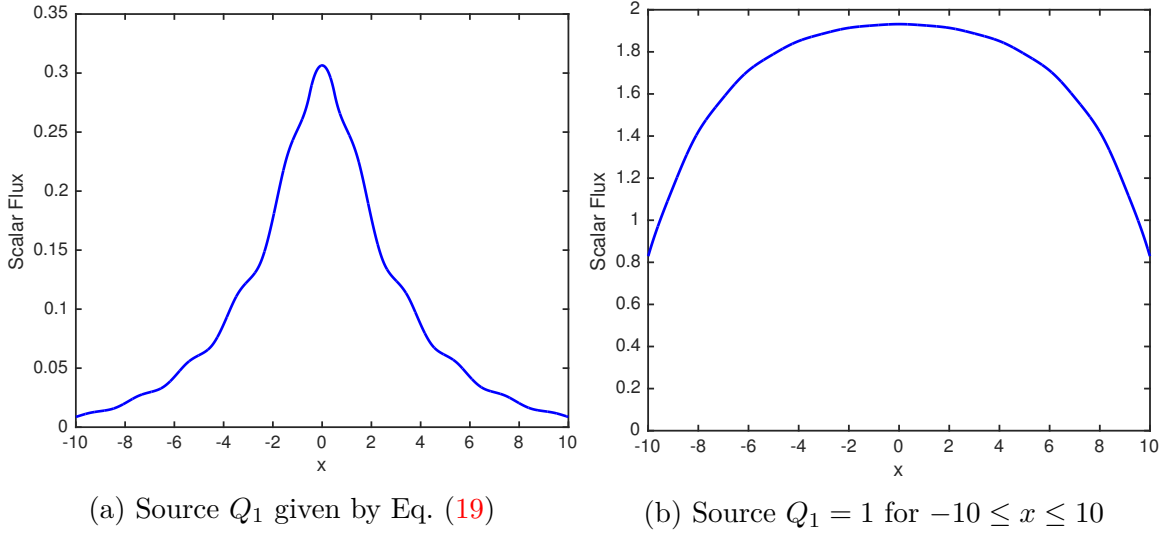 0.35
0.3
0.25
0.2
0.15
0.1
0.05
0
Scalar Flux
-10 -8 -6 -4 -2 0 2 4 6 8 10
x
(a) Source Q₁ given by Eq. (19)
2
1.8
1.6
1.4
1.2
1
0.8
0.6
0.4
0.2
0
Scalar Flux
-10 -8 -6 -4 -2 0 2 4 6 8 10
x
(b) Source Q₁ = 1 for −10 ≤ x ≤ 10